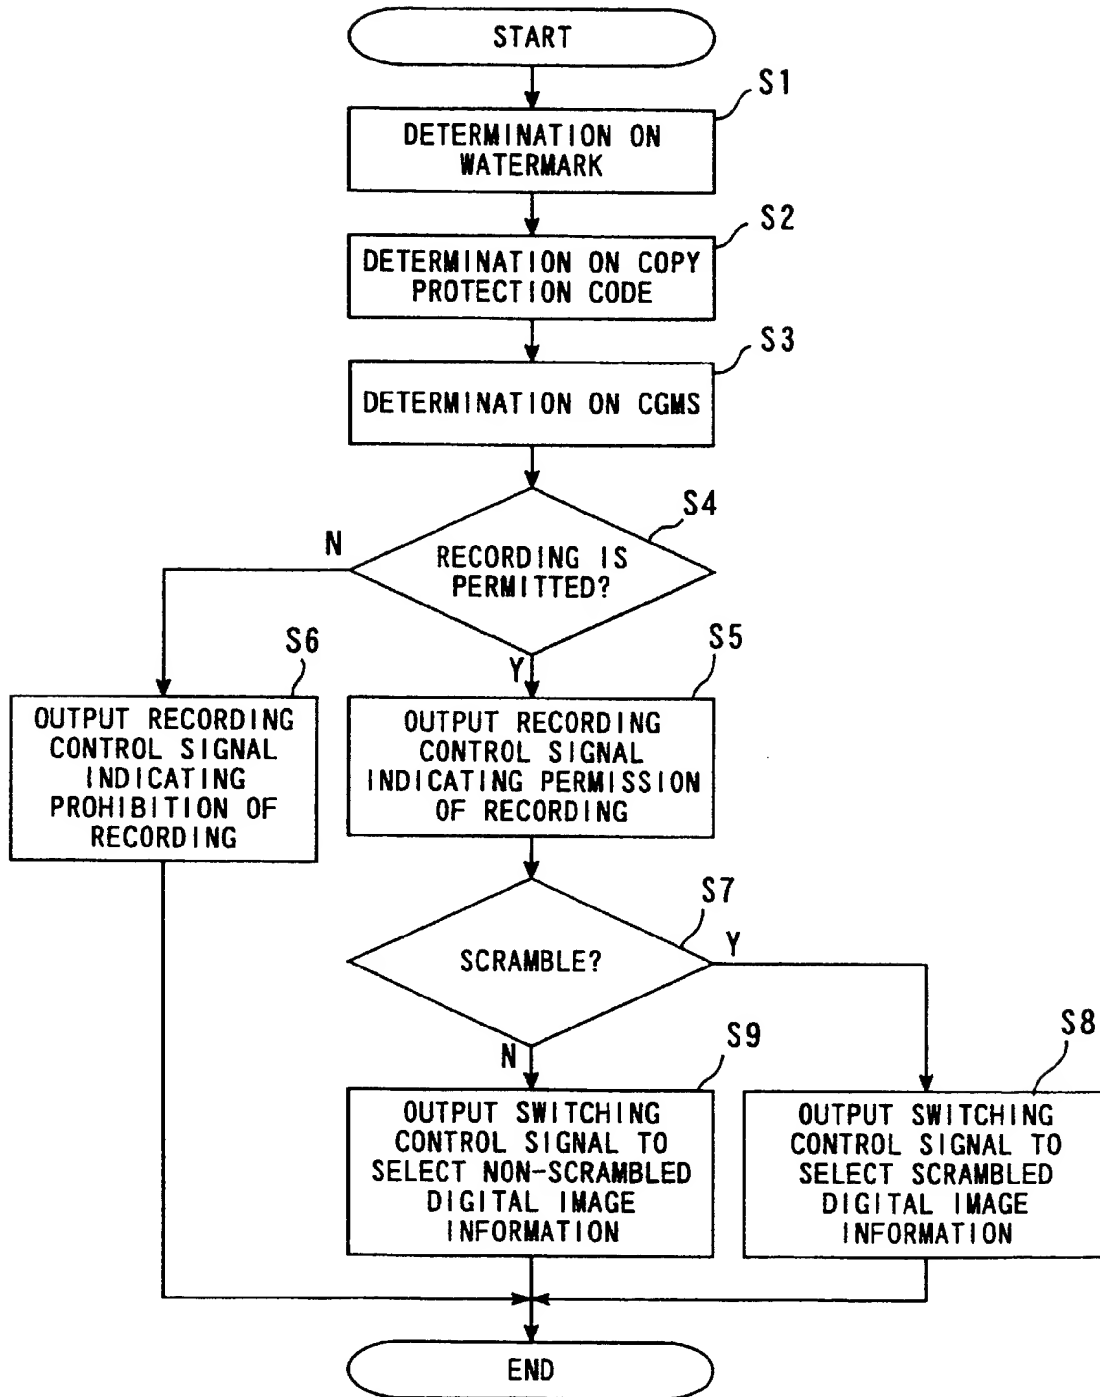 START
S1
DETERMINATION ON
WATERMARK
S2
DETERMINATION ON COPY
PROTECTION CODE
S3
DETERMINATION ON CGMS
S4
N
RECORDING IS
PERMITTED?
Y
S6
OUTPUT RECORDING
CONTROL SIGNAL
INDICATING
PROHIBITION OF
RECORDING
S5
OUTPUT RECORDING
CONTROL SIGNAL
INDICATING PERMISSION
OF RECORDING
S7
SCRAMBLE?
Y
N
S9
OUTPUT SWITCHING
CONTROL SIGNAL TO
SELECT NON-SCRAMBLED
DIGITAL IMAGE
INFORMATION
S8
OUTPUT SWITCHING
CONTROL SIGNAL TO
SELECT SCRAMBLED
DIGITAL IMAGE
INFORMATION
END